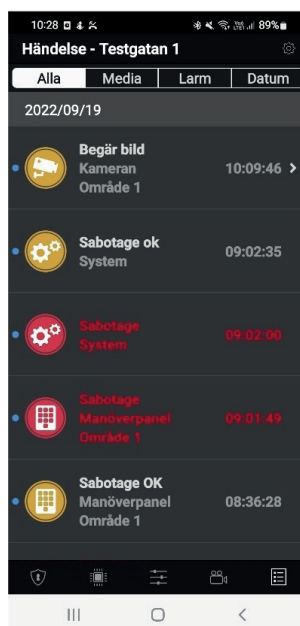 10:28 89%
Händelse - Testgatan 1
Alla Media Larm Datum
2022/09/19
Begär bild
Kameran 10:09:46
Område 1
Sabotage ok
System 09:02:35
Sabotage
System 09:02:00
Sabotage
Manöverpanel 09:01:49
Område 1
Sabotage OK
Manöverpanel 08:36:28
Område 1